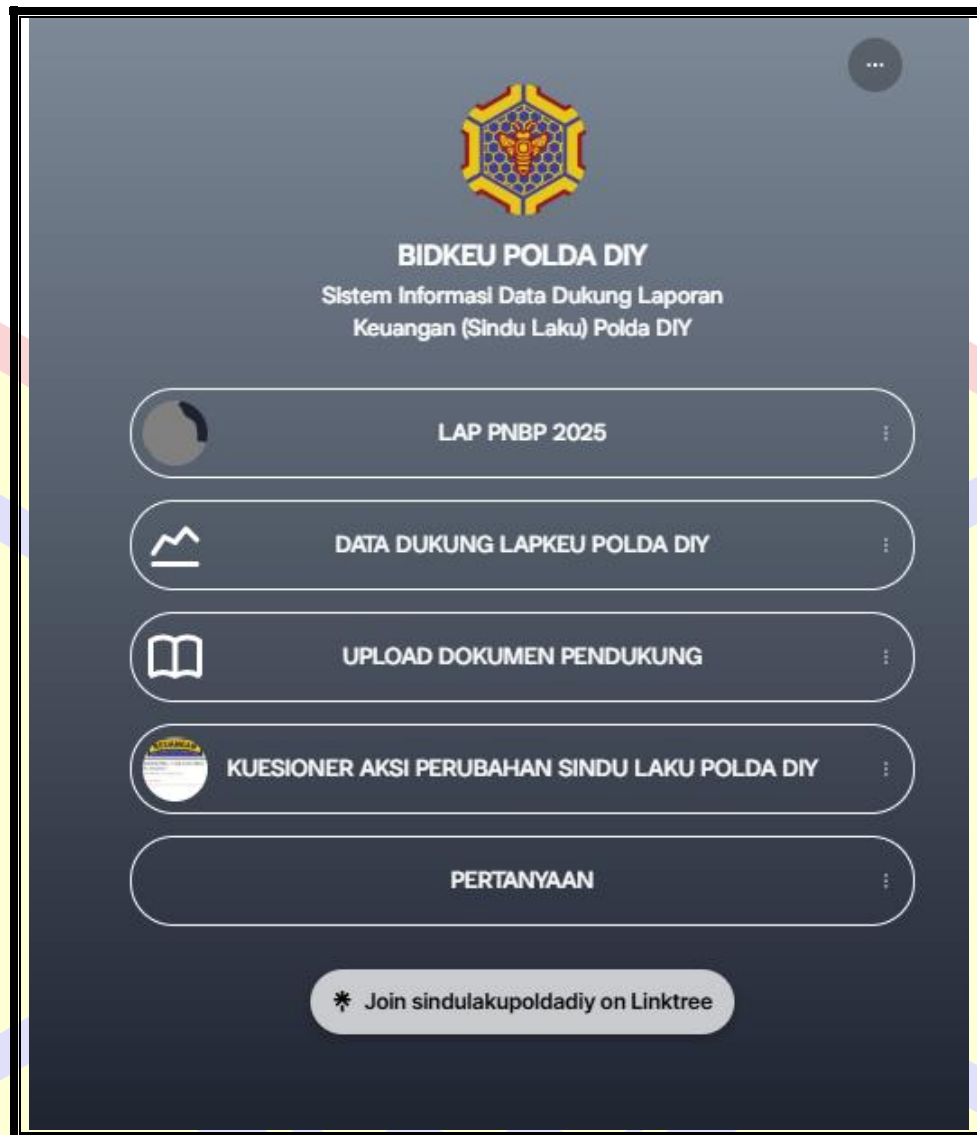 BIDKEU POLDA DIY
Sistem Informasi Data Dukung Laporan
Keuangan (Sindu Laku) Polda DIY
LAP PNBP 2025
DATA DUKUNG LAPKEU POLDA DIY
UPLOAD DOKUMEN PENDUKUNG
KUESIONER AKSI PERUBAHAN SINDU LAKU POLDA DIY
PERTANYAAN
Join sindulakupoldadiy on Linktree